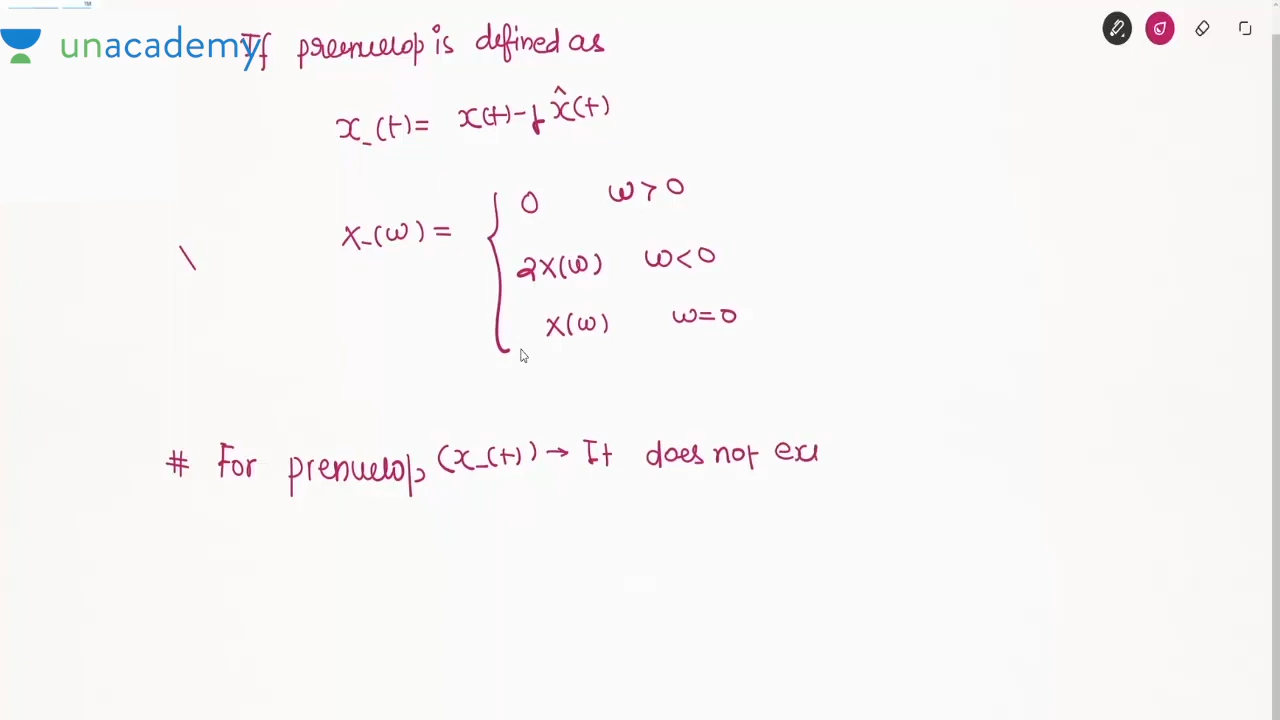 unacademy
If preenvelop is defined as
x_(t) = x(t) - j x̂(t)
X_(ω) = { 0 ω > 0
2X(ω) ω < 0
X(ω) ω = 0
# For prenvelop (x_(t)) → It does not exi